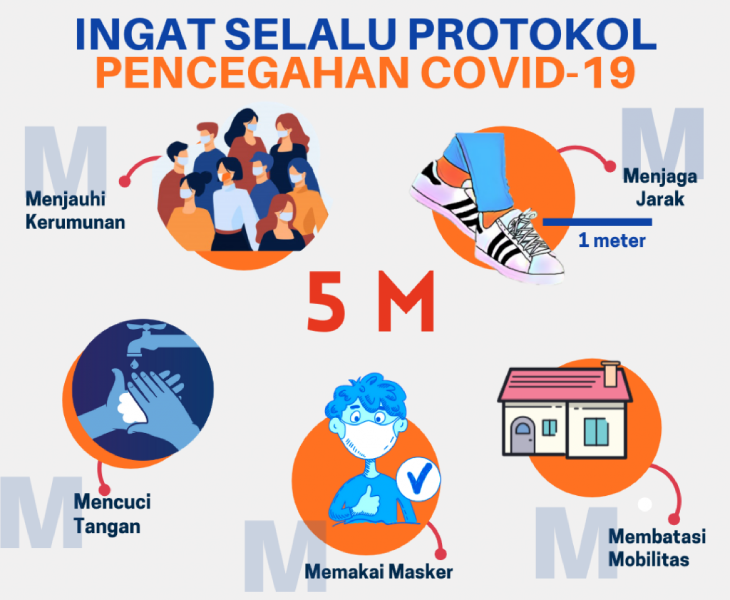 INGAT SELALU PROTOKOL
PENCEGAHAN COVID-19
M
Menjauhi
Kerumunan
M
Menjaga
Jarak
1 meter
5 M
M
Mencuci
Tangan
M
Memakai Masker
M
Membatasi
Mobilitas